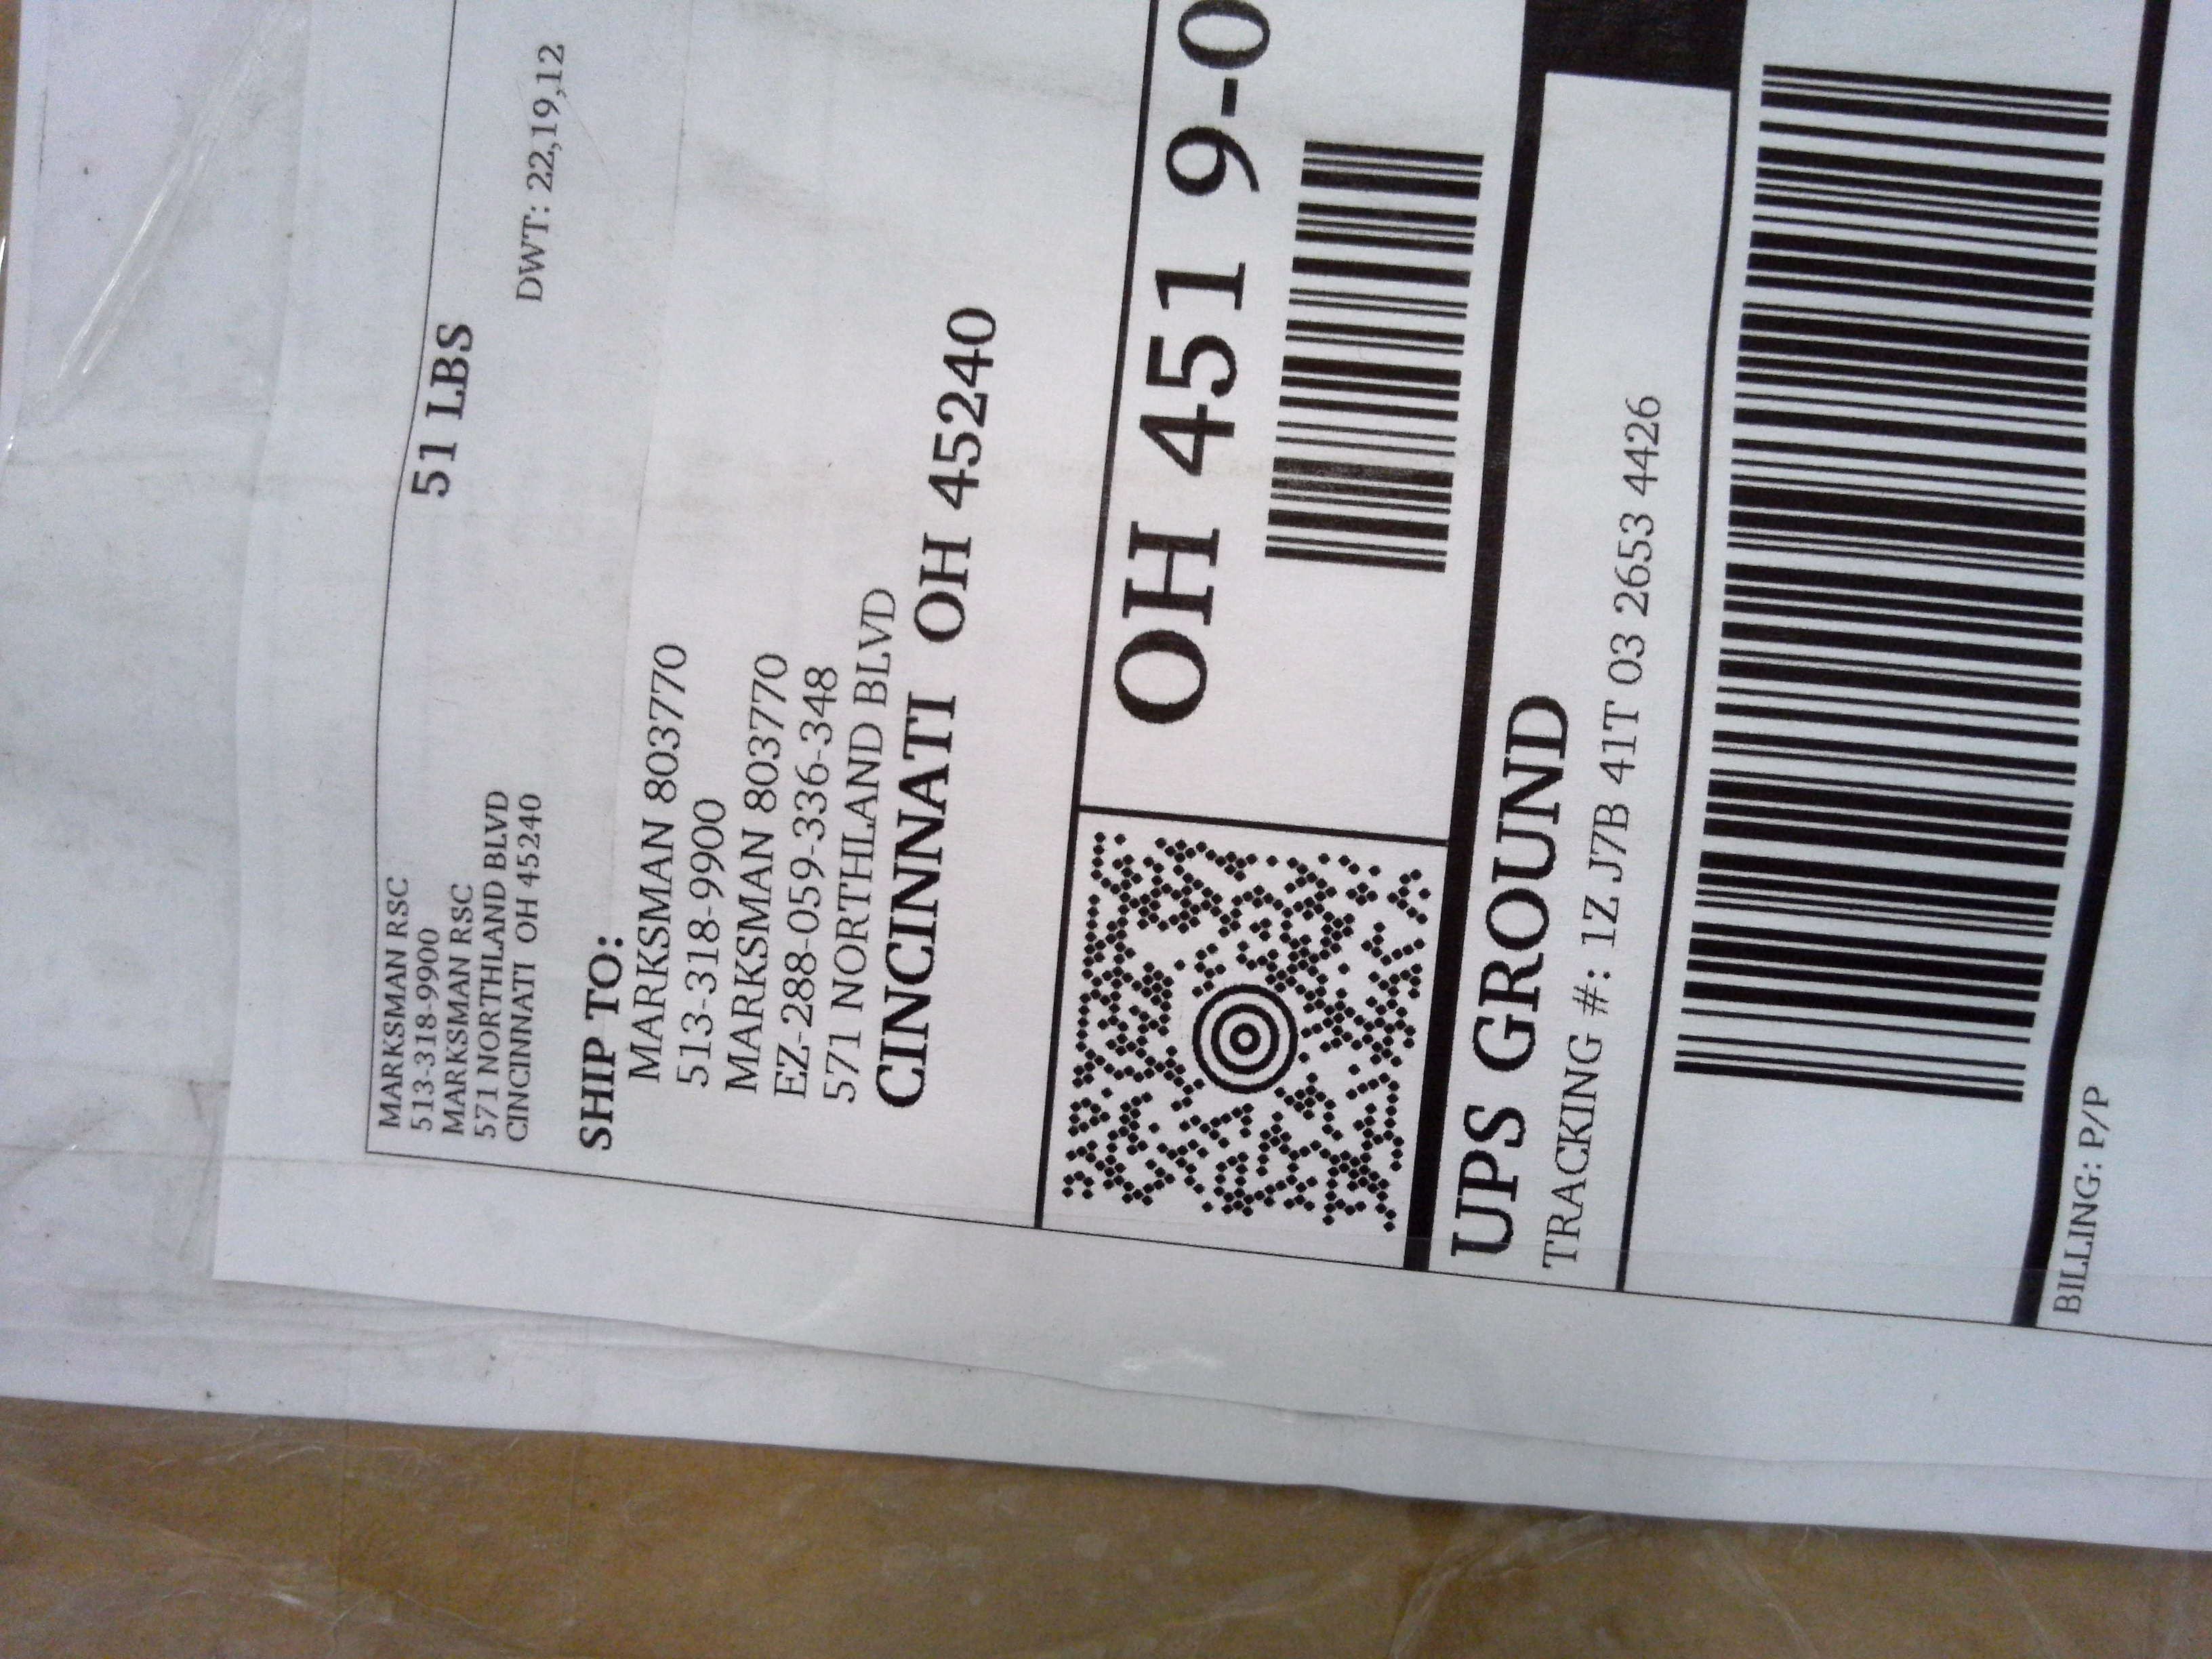 MARKSMAN RSC
513-318-9900
MARKSMAN RSC
571 NORTHLAND BLVD
CINCINNATI OH 45240
51 LBS
DWT: 22,19,12
SHIP TO:
MARKSMAN 803770
513-318-9900
MARKSMAN 803770
EZ-288-059-336-348
571 NORTHLAND BLVD
CINCINNATI OH 45240
OH 451 9-0
UPS GROUND
TRACKING #: 1Z J7B 41T 03 2653 4426
BILLING: P/P